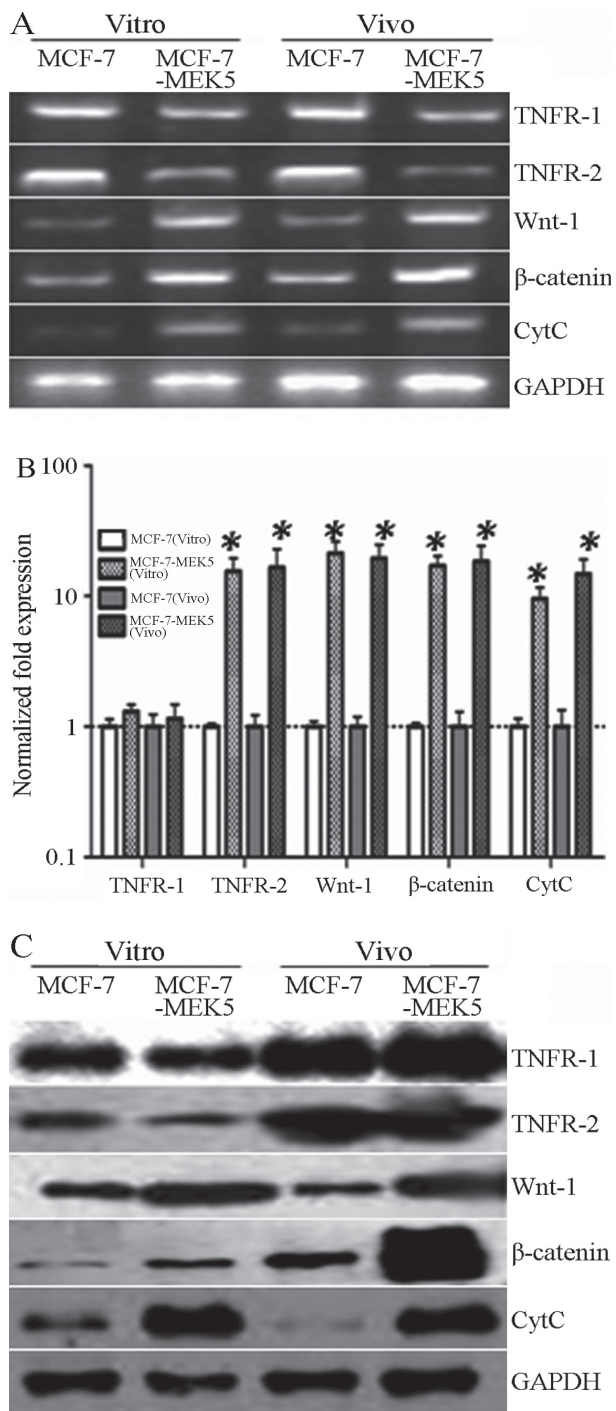 A
Vitro Vivo
MCF-7 MCF-7 MCF-7 MCF-7
-MEK5 -MEK5
TNFR-1
TNFR-2
Wnt-1
β-catenin
CytC
GAPDH
B
100
10
1
0.1
Normalized fold expression
MCF-7(Vitro)
MCF-7-MEK5
(Vitro)
MCF-7(Vivo)
MCF-7-MEK5
(Vivo)
* * * * * * * *
TNFR-1 TNFR-2 Wnt-1 β-catenin CytC
C
Vitro Vivo
MCF-7 MCF-7 MCF-7 MCF-7
-MEK5 -MEK5
TNFR-1
TNFR-2
Wnt-1
β-catenin
CytC
GAPDH